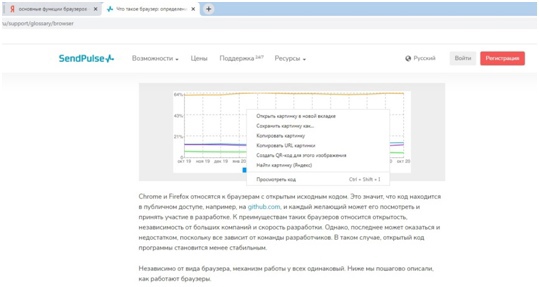 основные функции браузеров
Что такое браузер: определени
u/support/glossary/browser
SendPulse
Возможности
Цены
Поддержка 24/7
Ресурсы
Русский
Войти
Регистрация
64%
43%
21%
0%
окт 19 ноя 19 дек 19 янв 20
окт 20
Открыть картинку в новой вкладке
Сохранить картинку как...
Копировать картинку
Копировать URL картинки
Создать QR-код для этого изображения
Найти картинку (Яндекс)
Просмотреть код Ctrl + Shift + I
Chrome и Firefox относятся к браузерам с открытым исходным кодом. Это значит, что код находится
в публичном доступе, например, на github.com, и каждый желающий может его посмотреть и
принять участие в разработке. К преимуществам таких браузеров относится открытость,
независимость от больших компаний и скорость разработки. Однако, последнее может оказаться и
недостатком, поскольку все зависит от команды разработчиков. В таком случае, открытый код
программы становится менее стабильным.
Независимо от вида браузера, механизм работы у всех одинаковый. Ниже мы пошагово описали,
как работают браузеры.